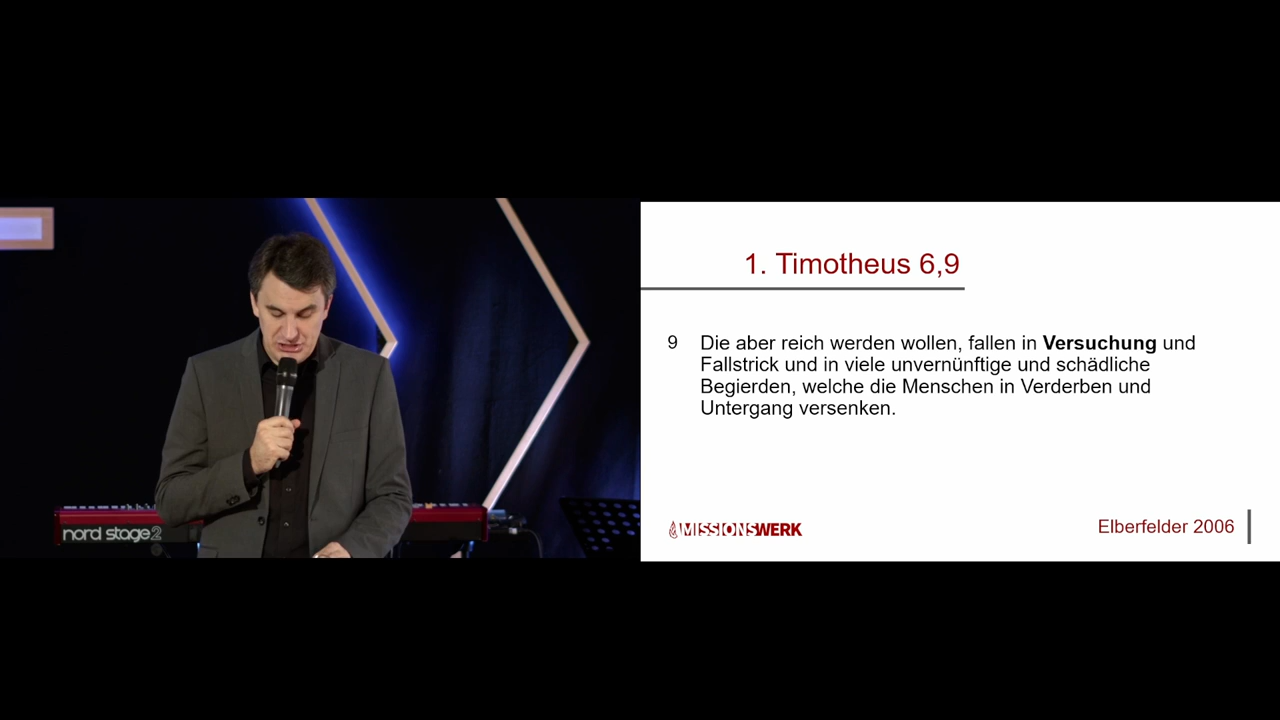 nord stage 2
1. Timotheus 6,9
9 Die aber reich werden wollen, fallen in Versuchung und
Fallstrick und in viele unvernünftige und schädliche
Begierden, welche die Menschen in Verderben und
Untergang versenken.
MISSIONSWERK
Elberfelder 2006